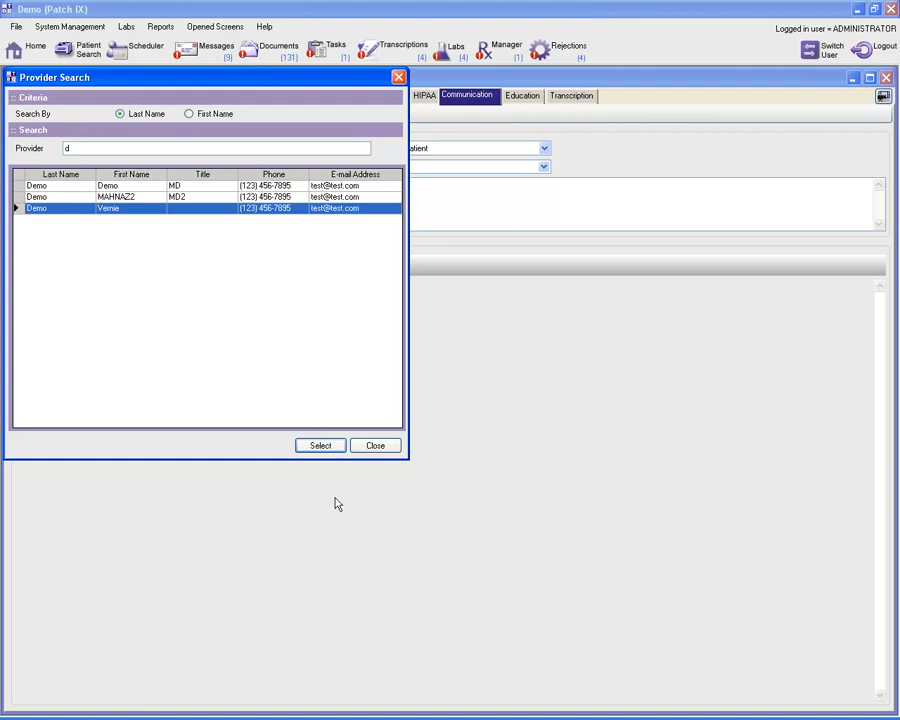 Demo (Patch IX)
File System Management Labs Reports Opened Screens Help
Logged in user = ADMINISTRATOR
Home Patient Search Scheduler Messages (9) Documents (131) Tasks (1) Transcriptions (4) Labs (4) Manager (1) Rejections (4) Switch User Logout
Provider Search
HIPAA Communication Education Transcription
:: Criteria
Search By Last Name First Name
:: Search
Provider d
atient
Last Name First Name Title Phone E-mail Address
Demo Demo MD (123) 456-7895 test@test.com
Demo MAHNAZ2 MD2 (123) 456-7895 test@test.com
Demo Vernie (123) 456-7895 test@test.com
Select Close